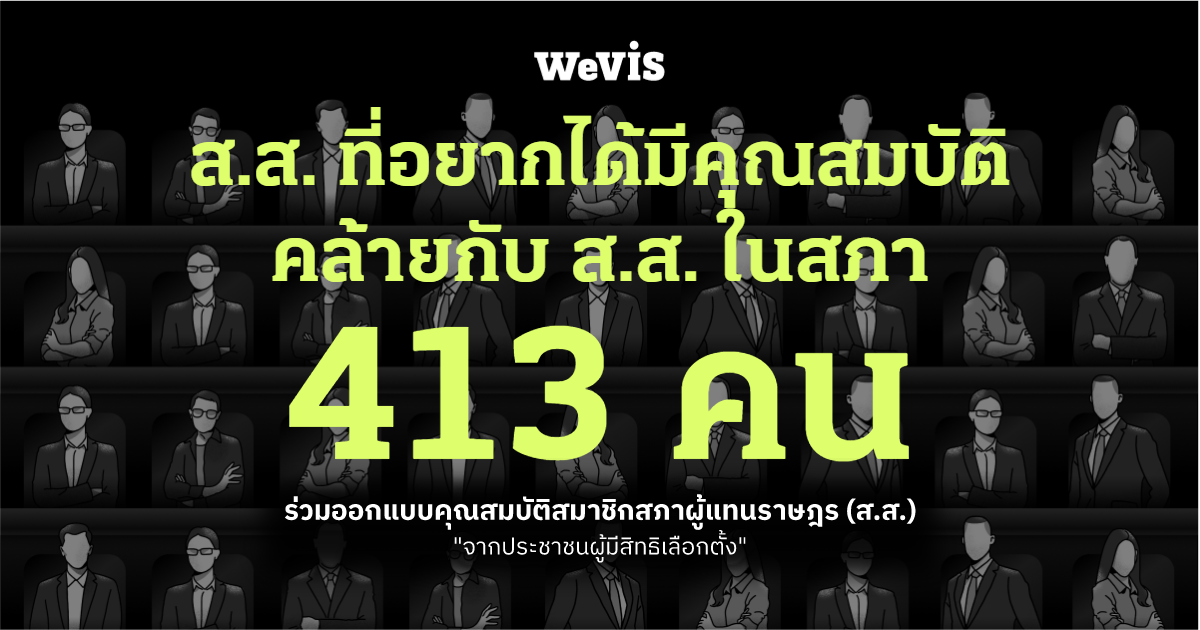 WeVIS
ส.ส. ที่อยากได้มีคุณสมบัติ
คล้ายกับ ส.ส. ในสภา
413 คน
ร่วมออกแบบคุณสมบัติสมาชิกสภาผู้แทนราษฎร (ส.ส.)
"จากประชาชนผู้มีสิทธิเลือกตั้ง"